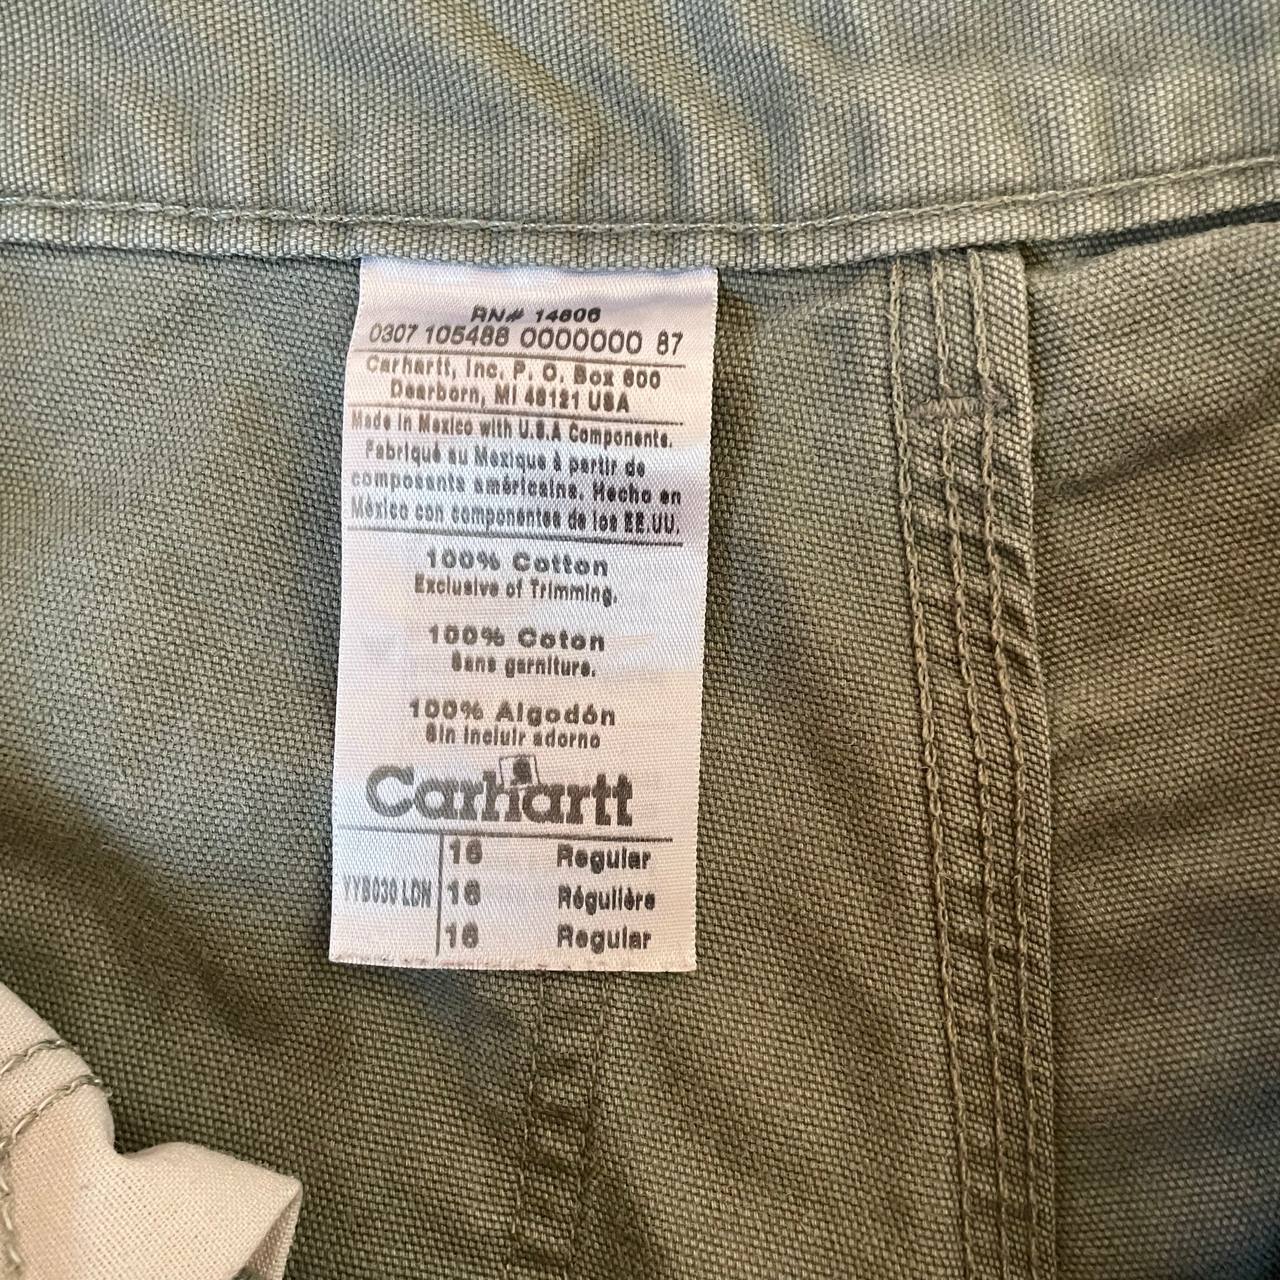 RN# 14806
0307 105488 0000000 87
Carhartt, Inc. P. O. Box 600
Dearborn, MI 48121 USA
Made in Mexico with U.S.A Components.
Fabriqué au Mexique à partir de
composants américains. Hecho en
México con componentes de los EE.UU.
100% Cotton
Exclusive of Trimming.
100% Coton
Sans garniture.
100% Algodón
Sin incluir adorno
Carhartt
16 Regular
YYB030 LDN 16 Régulière
16 Regular